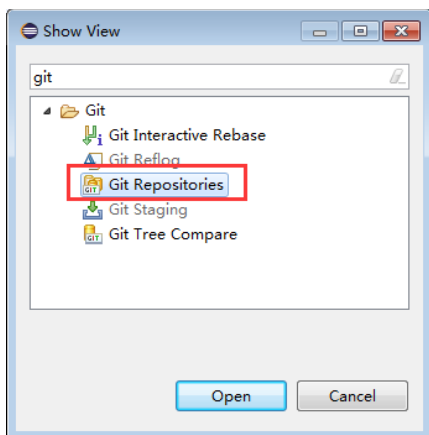 Show View
git
Git
Git Interactive Rebase
Git Reflog
Git Repositories
Git Staging
Git Tree Compare
Open
Cancel